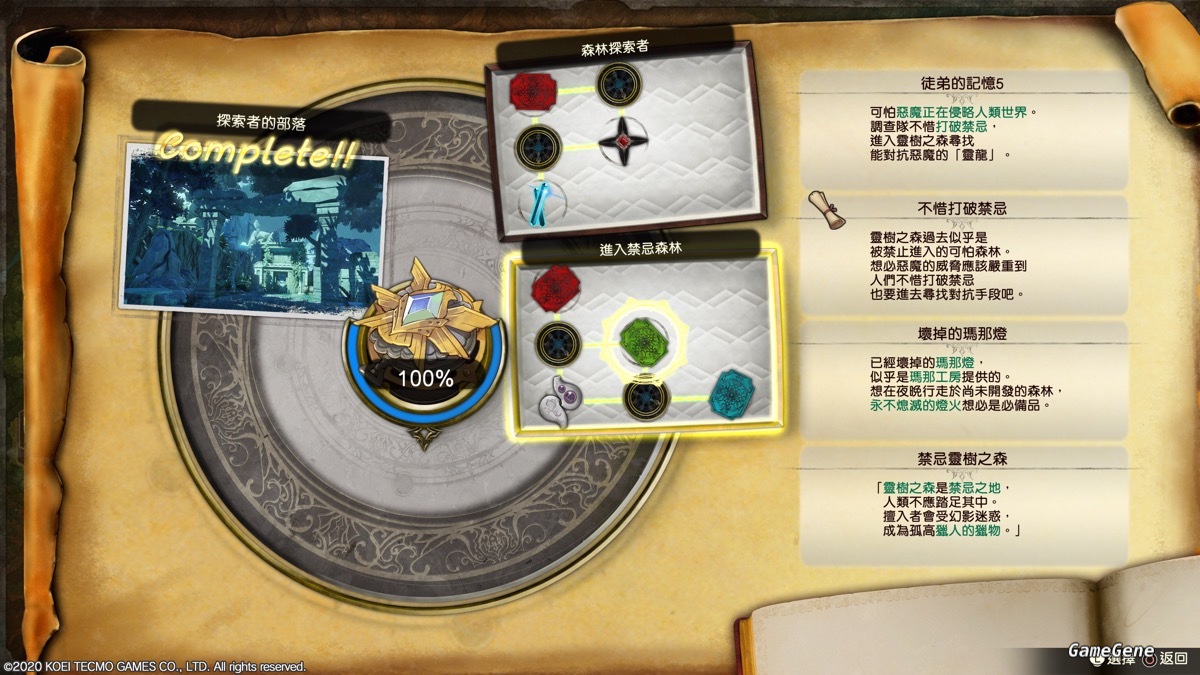 探索者的部落
Complete!!
100%
森林探索者
進入禁忌森林
徒弟的記憶5
可怕惡魔正在侵略人類世界。
調查隊不惜打破禁忌,
進入靈樹之森尋找
能對抗惡魔的「靈龍」。
不惜打破禁忌
靈樹之森過去似乎是
被禁止進入的可怕森林。
想必惡魔的威脅應該嚴重到
人們不惜打破禁忌
也要進去尋找對抗手段吧。
壞掉的瑪那燈
已經壞掉的瑪那燈,
似乎是瑪那工房提供的。
想在夜晚行走於尚未開發的森林,
永不熄滅的燈火想必是必備品。
禁忌靈樹之森
「靈樹之森是禁忌之地,
人類不應踏足其中。
擅入者會受幻影迷惑,
成為孤高獵人的獵物。」
©2020 KOEI TECMO GAMES CO., LTD. All rights reserved.
GameGene
L 選擇 返回